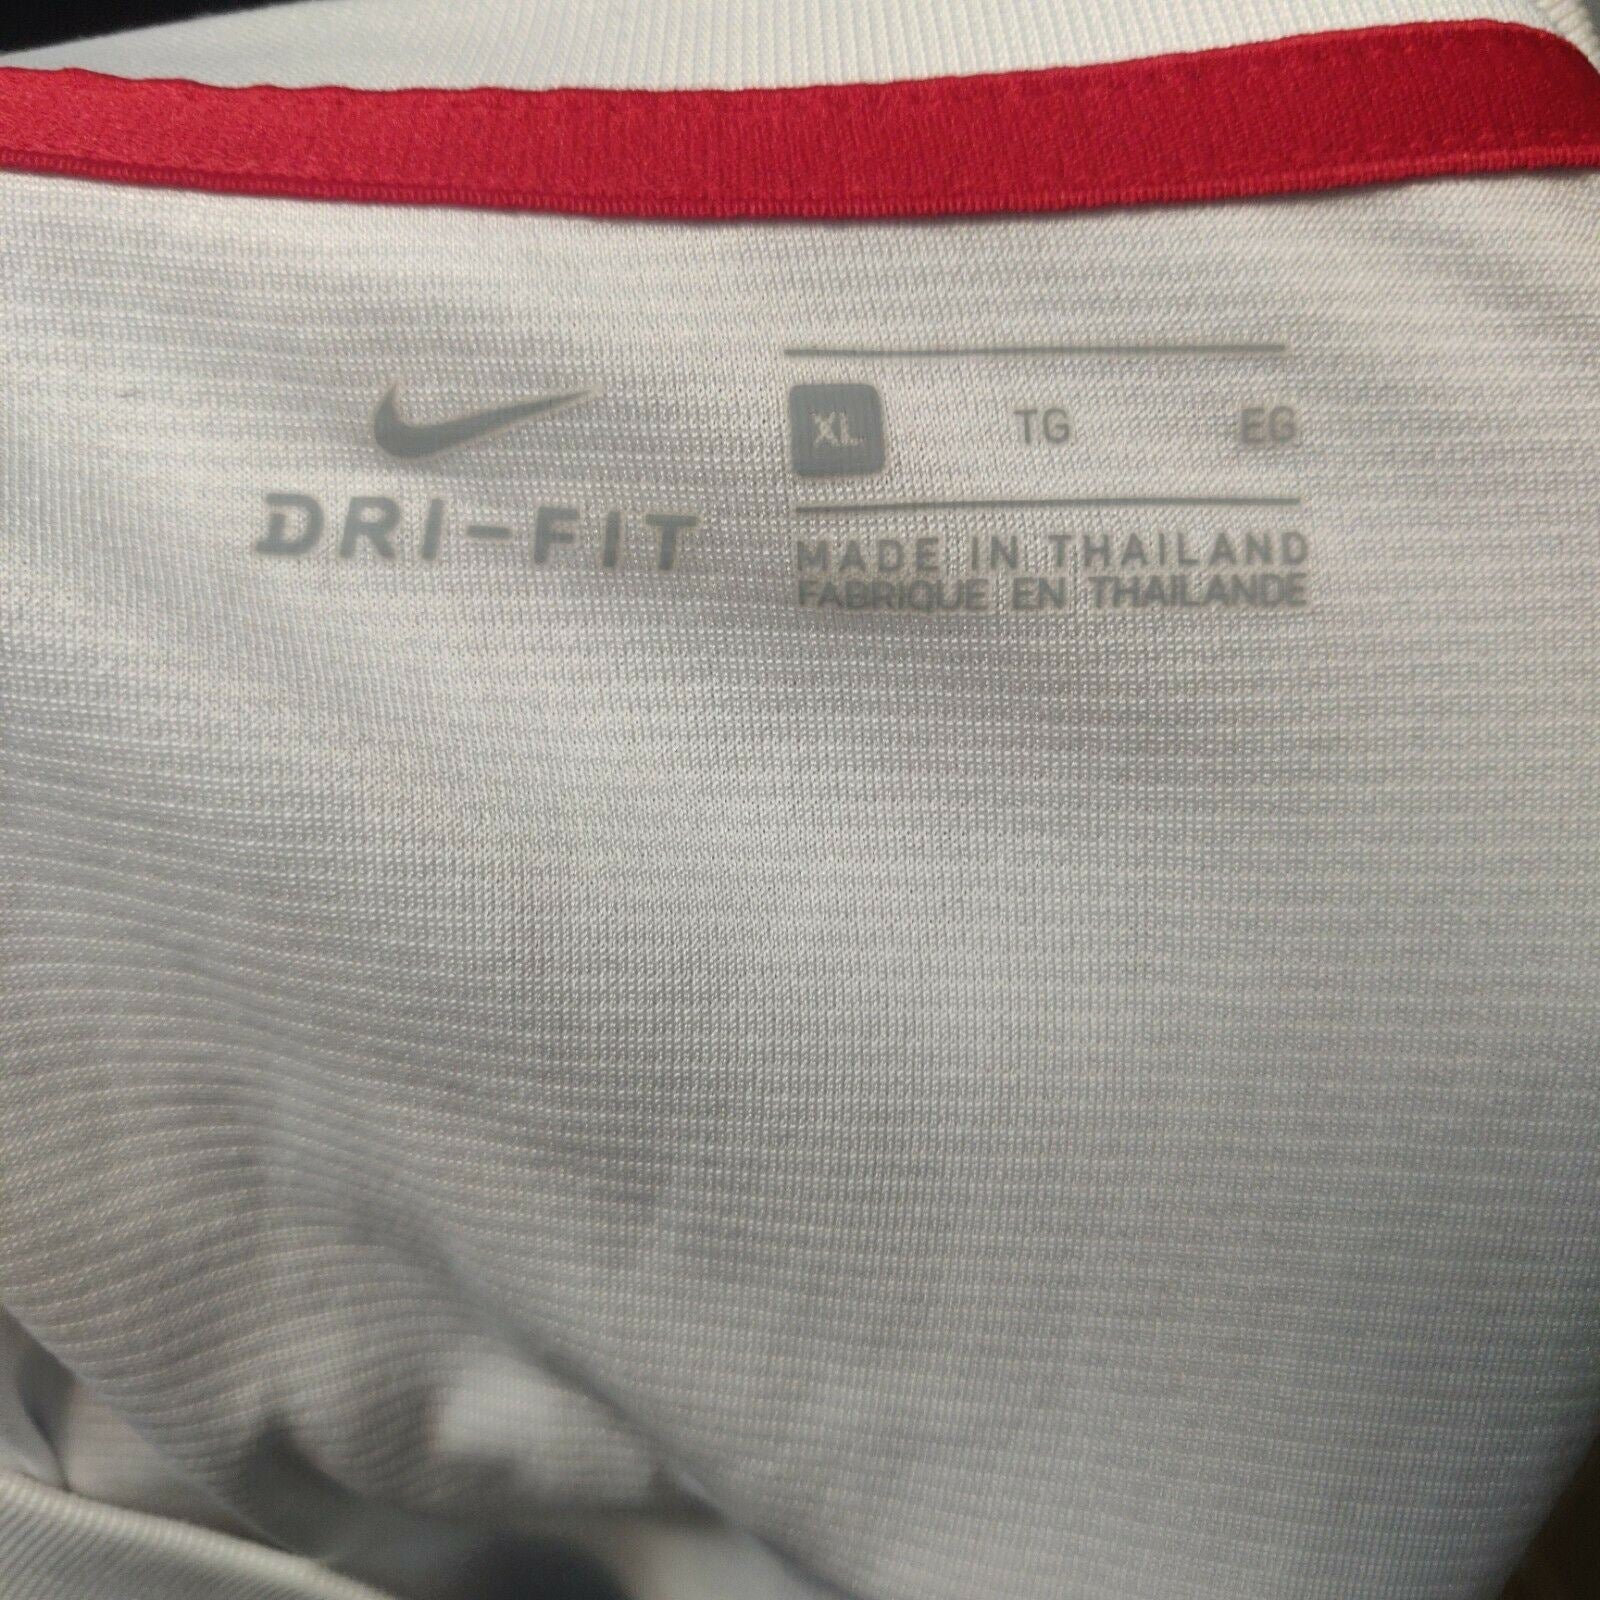 DRI-FIT
XL TG EG
MADE IN THAILAND
FABRIQUE EN THAILANDE